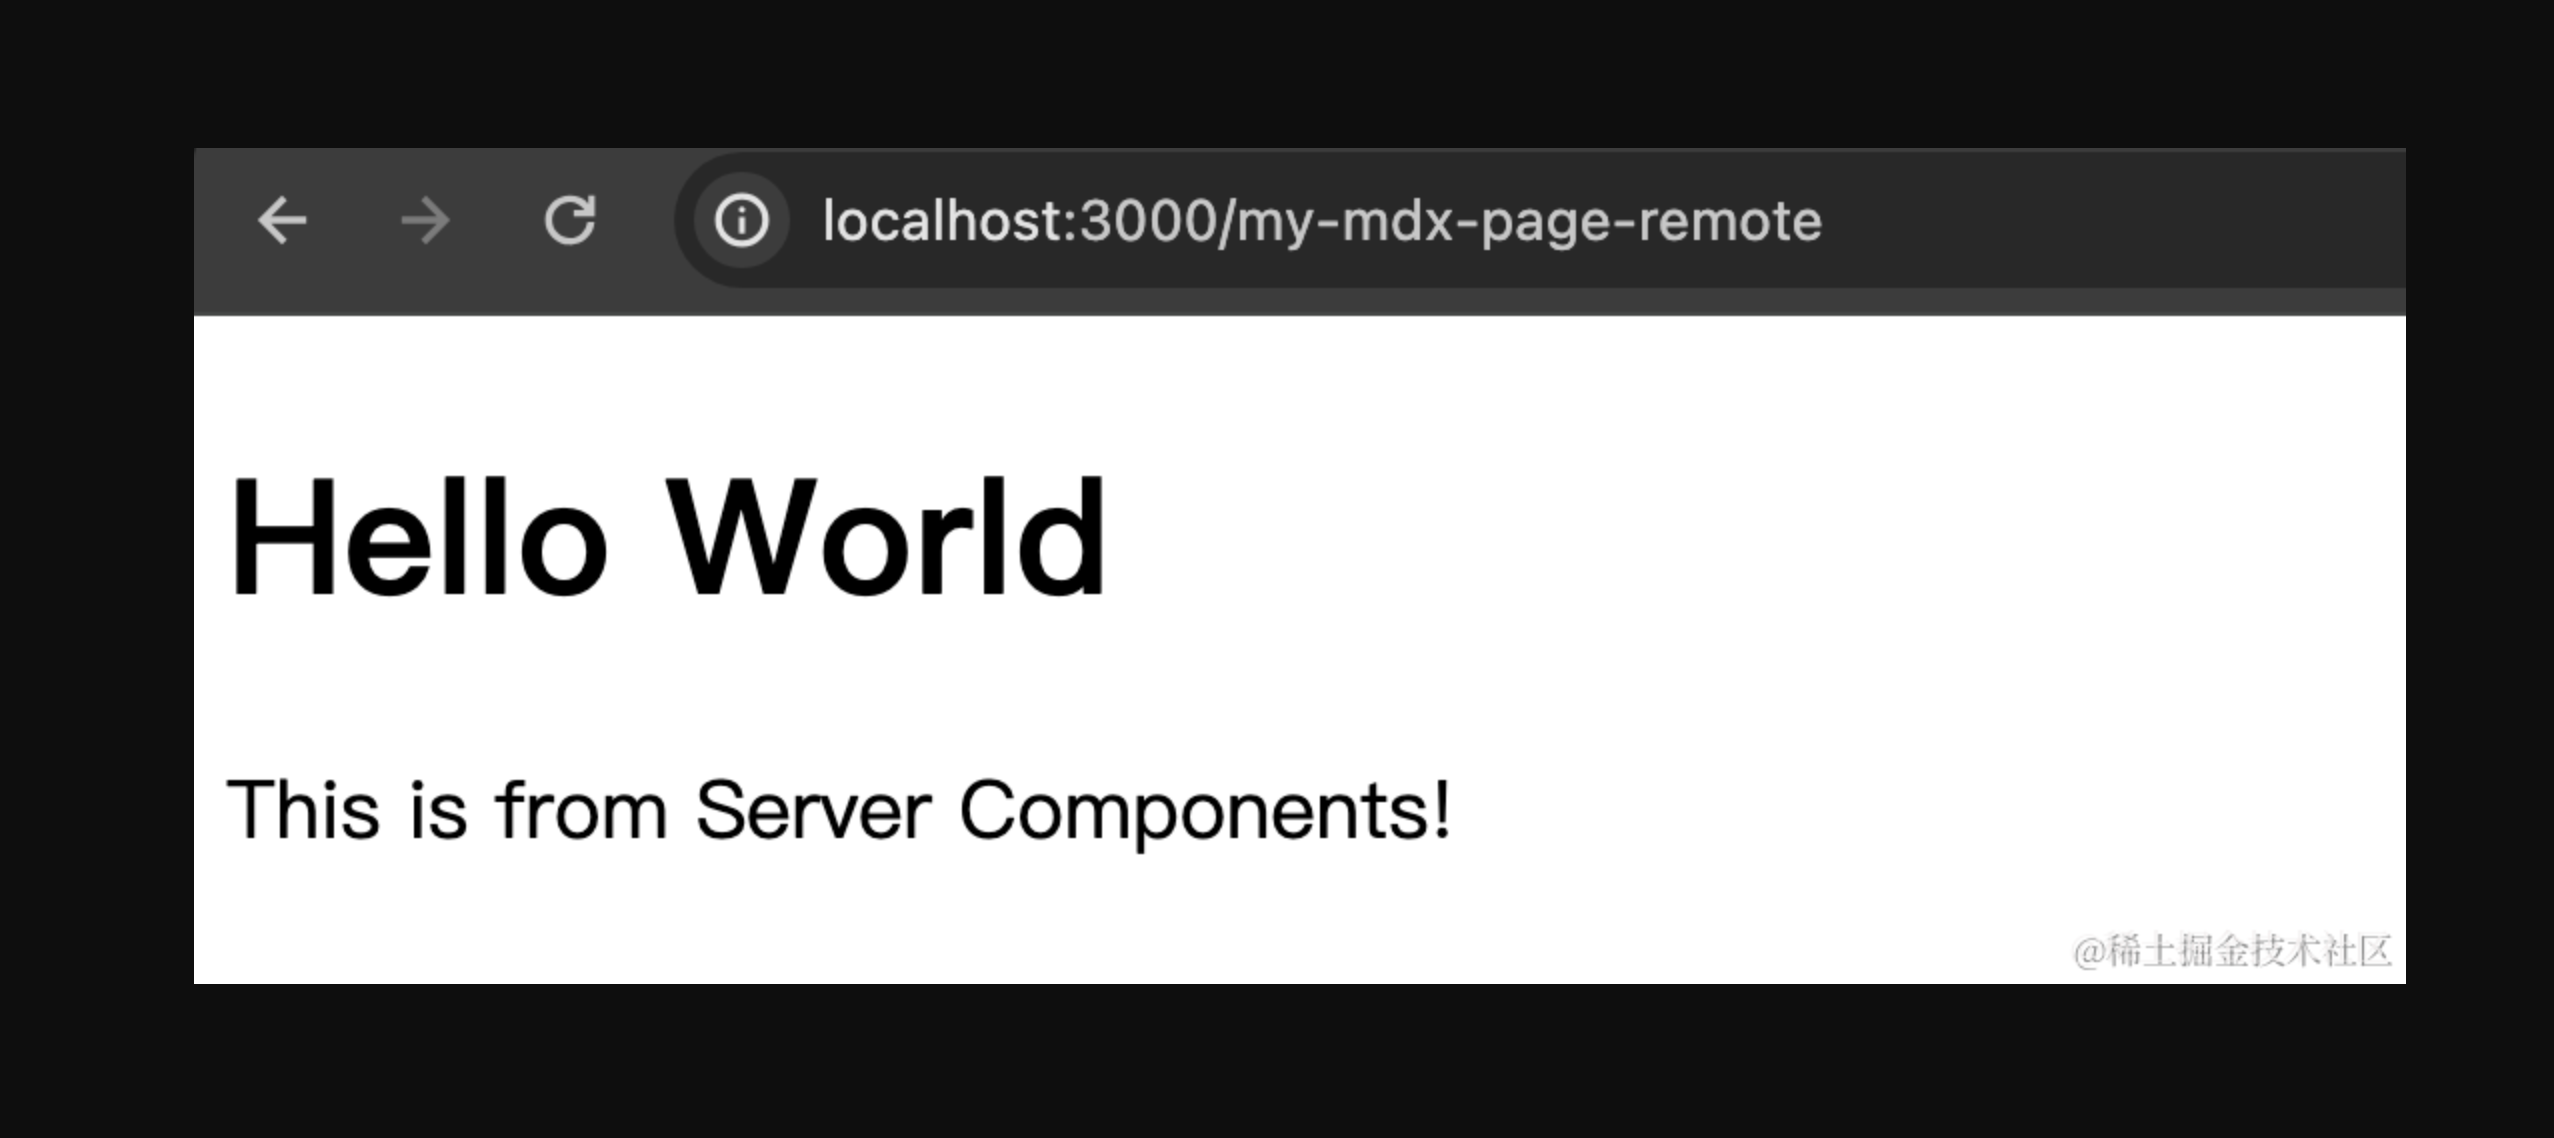 localhost:3000/my-mdx-page-remote
Hello World
This is from Server Components!
@稀土掘金技术社区